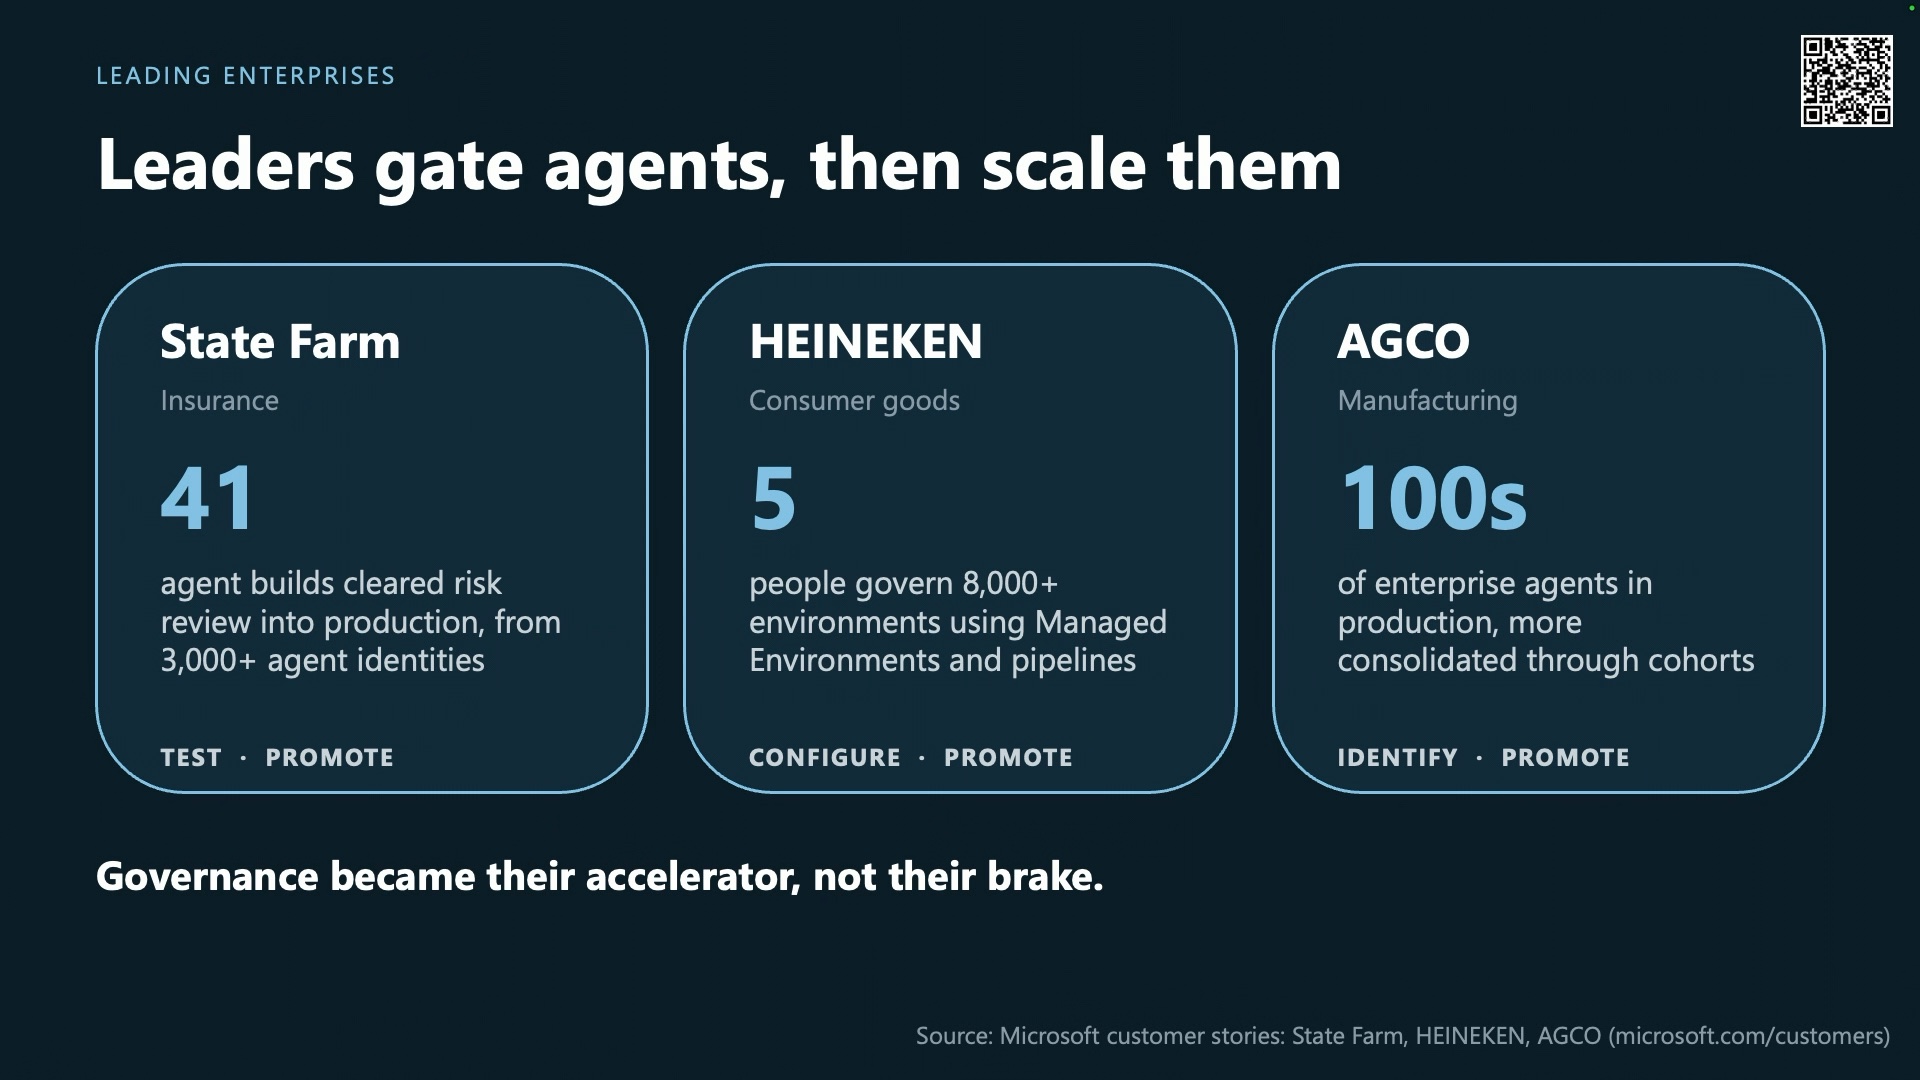 LEADING ENTERPRISES
Leaders gate agents, then scale them
State Farm
Insurance
41
agent builds cleared risk
review into production, from
3,000+ agent identities
TEST · PROMOTE
HEINEKEN
Consumer goods
5
people govern 8,000+
environments using Managed
Environments and pipelines
CONFIGURE · PROMOTE
AGCO
Manufacturing
100s
of enterprise agents in
production, more
consolidated through cohorts
IDENTIFY · PROMOTE
Governance became their accelerator, not their brake.
Source: Microsoft customer stories: State Farm, HEINEKEN, AGCO (microsoft.com/customers)